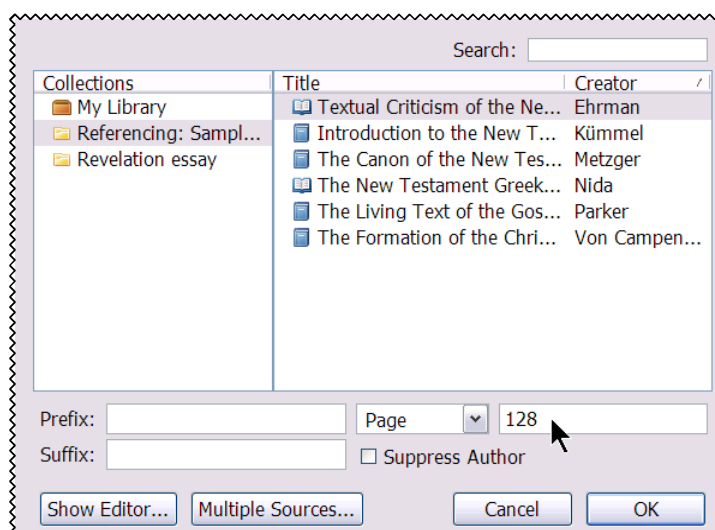 Search:
Collections Title Creator
My Library Textual Criticism of the Ne... Ehrman
Referencing: Sampl... Introduction to the New T... Kümmel
Revelation essay The Canon of the New Tes... Metzger
The New Testament Greek... Nida
The Living Text of the Gos... Parker
The Formation of the Chri... Von Campen...
Prefix: Page 128
Suffix: Suppress Author
Show Editor... Multiple Sources... Cancel OK